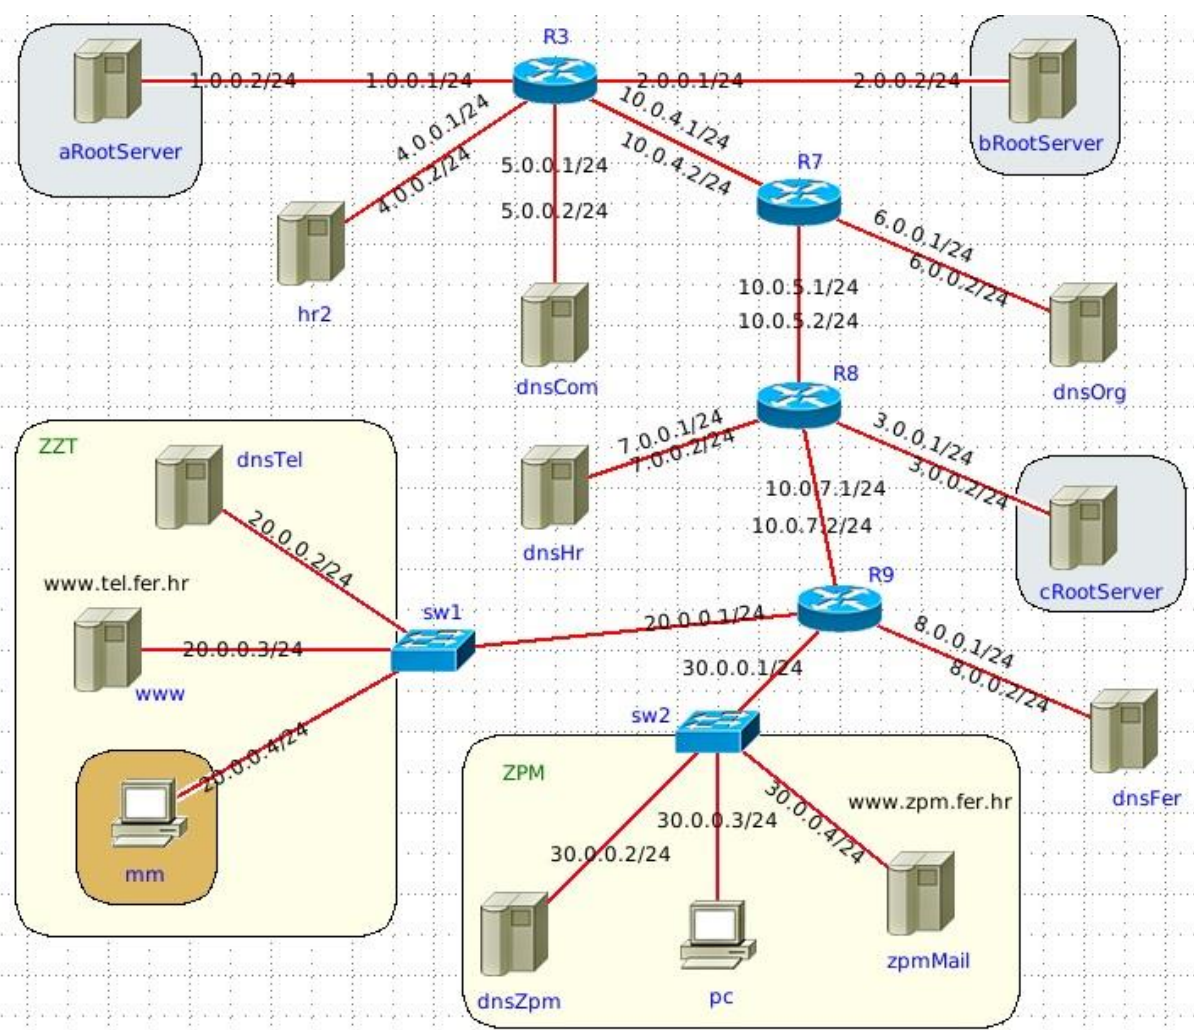 R3
1.0.0.2/24
1.0.0.1/24
2.0.0.1/24
2.0.0.2/24
aRootServer
bRootServer
4.0.0.1/24
4.0.0.2/24
10.0.4.1/24
10.0.4.2/24
5.0.0.1/24
5.0.0.2/24
R7
hr2
6.0.0.1/24
6.0.0.2/24
10.0.5.1/24
10.0.5.2/24
dnsCom
dnsOrg
R8
ZZT
dnsTel
7.0.0.1/24
7.0.0.2/24
3.0.0.1/24
3.0.0.2/24
10.0.7.1/24
10.0.7.2/24
20.0.0.2/24
dnsHr
cRootServer
R9
www.tel.fer.hr
sw1
20.0.0.1/24
20.0.0.3/24
8.0.0.1/24
8.0.0.2/24
30.0.0.1/24
www
sw2
20.0.0.4/24
ZPM
www.zpm.fer.hr
dnsFer
30.0.0.3/24
30.0.0.4/24
30.0.0.2/24
mm
zpmMail
dnsZpm
pc